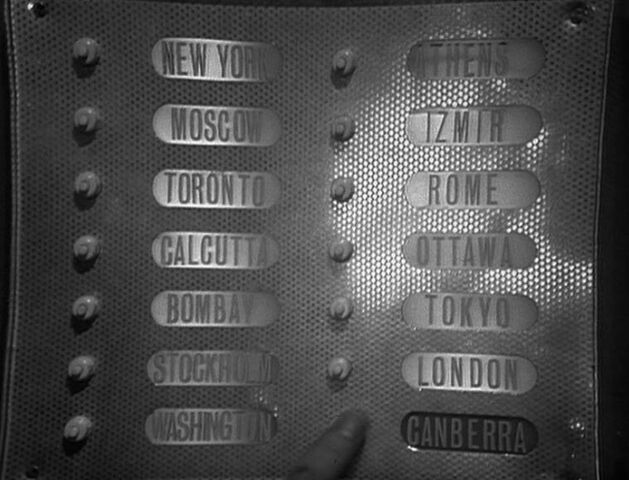 NEW YORK
MOSCOW
TORONTO
CALCUTTA
BOMBAY
STOCKHOLM
WASHINGTON
ATHENS
IZMIR
ROME
OTTAWA
TOKYO
LONDON
CANBERRA